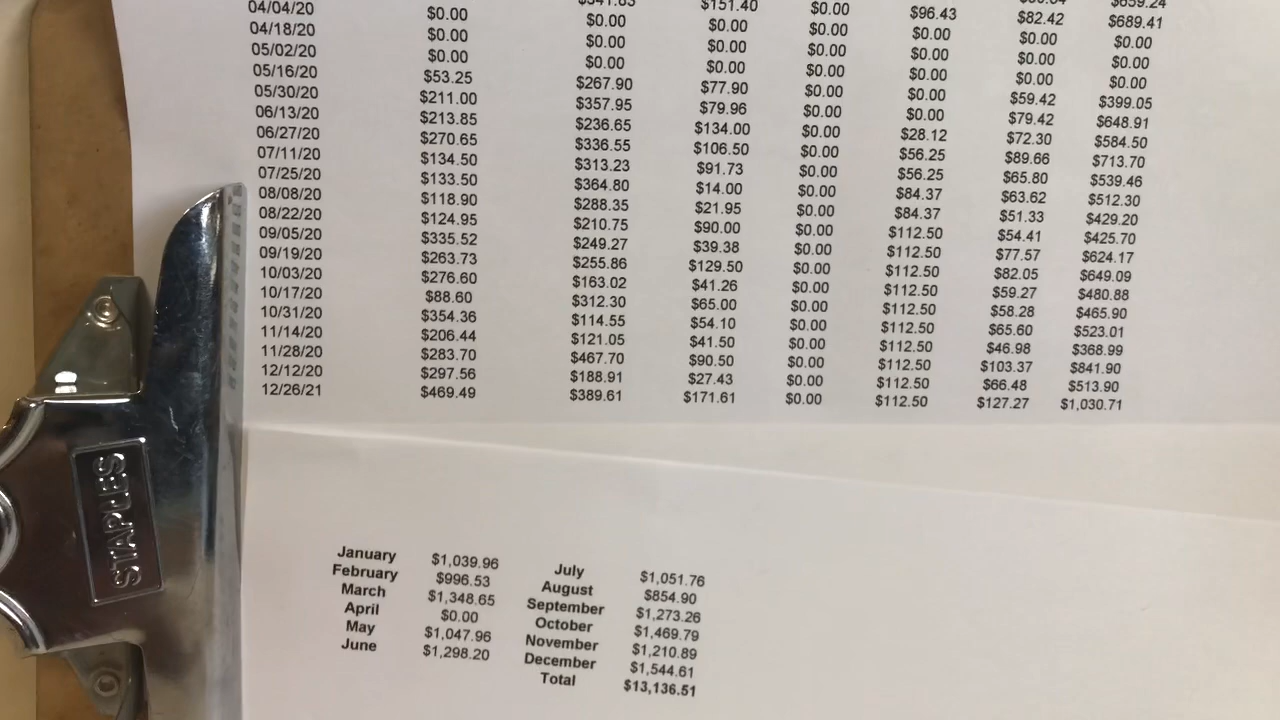 $659.24
$341.83 $151.40 $0.00 $96.43 $82.42 $689.41
04/04/20 $0.00 $0.00 $0.00 $0.00 $0.00 $0.00 $0.00
04/18/20 $0.00 $0.00 $0.00 $0.00 $0.00 $0.00 $0.00
05/02/20 $0.00 $0.00 $0.00 $0.00 $0.00 $0.00 $0.00
05/16/20 $53.25 $267.90 $77.90 $0.00 $0.00 $59.42 $399.05
05/30/20 $211.00 $357.95 $79.96 $0.00 $0.00 $79.42 $648.91
06/13/20 $213.85 $236.65 $134.00 $0.00 $28.12 $72.30 $584.50
06/27/20 $270.65 $336.55 $106.50 $0.00 $56.25 $89.66 $713.70
07/11/20 $134.50 $313.23 $91.73 $0.00 $56.25 $65.80 $539.46
07/25/20 $133.50 $364.80 $14.00 $0.00 $84.37 $63.62 $512.30
08/08/20 $118.90 $288.35 $21.95 $0.00 $84.37 $51.33 $429.20
08/22/20 $124.95 $210.75 $90.00 $0.00 $112.50 $54.41 $425.70
09/05/20 $335.52 $249.27 $39.38 $0.00 $112.50 $77.57 $624.17
09/19/20 $263.73 $255.86 $129.50 $0.00 $112.50 $82.05 $649.09
10/03/20 $276.60 $163.02 $41.26 $0.00 $112.50 $59.27 $480.88
10/17/20 $88.60 $312.30 $65.00 $0.00 $112.50 $58.28 $465.90
10/31/20 $354.36 $114.55 $54.10 $0.00 $112.50 $65.60 $523.01
11/14/20 $206.44 $121.05 $41.50 $0.00 $112.50 $46.98 $368.99
11/28/20 $283.70 $467.70 $90.50 $0.00 $112.50 $103.37 $841.90
12/12/20 $297.56 $188.91 $27.43 $0.00 $112.50 $66.48 $513.90
12/26/21 $469.49 $389.61 $171.61 $0.00 $112.50 $127.27 $1,030.71
STAPLES
January $1,039.96 July $1,051.76
February $996.53 August $854.90
March $1,348.65 September $1,273.26
April $0.00 October $1,469.79
May $1,047.96 November $1,210.89
June $1,298.20 December $1,544.61
Total $13,136.51